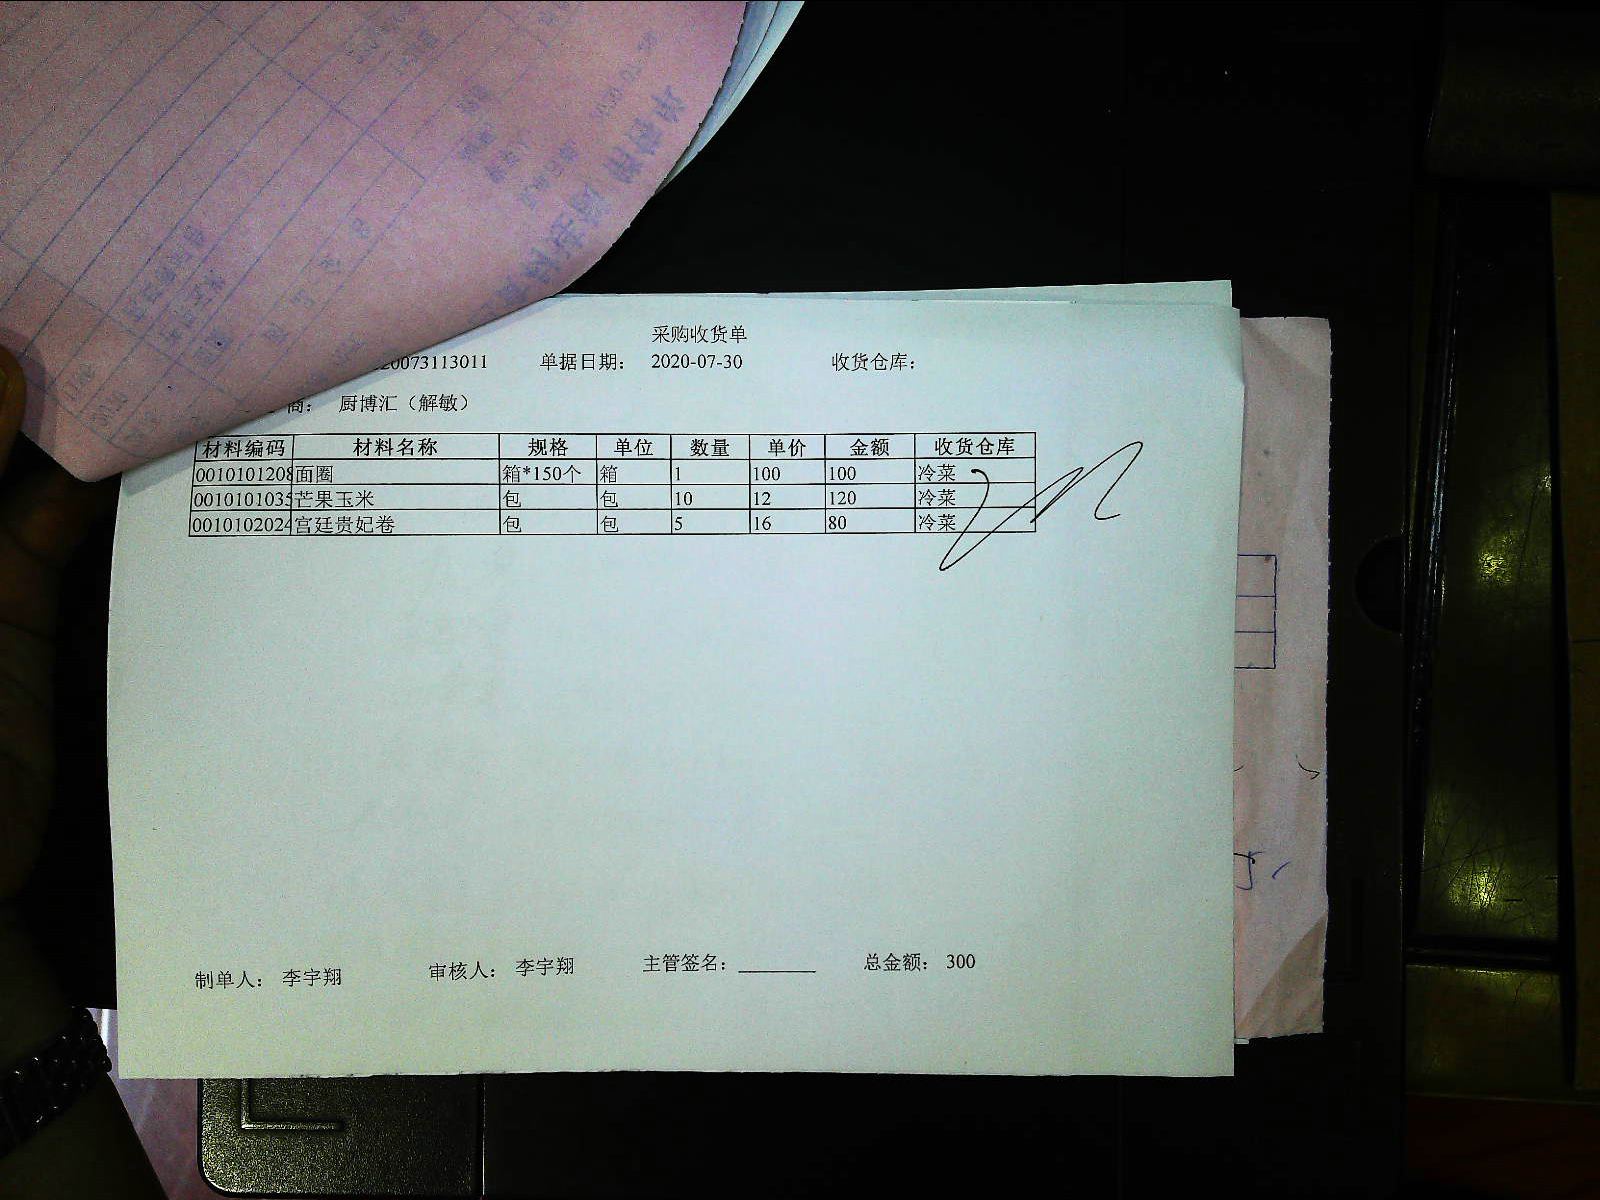 采购收货单
20073113011 单据日期： 2020-07-30 收货仓库：
商： 厨博汇（解敏）
材料编码 材料名称 规格 单位 数量 单价 金额 收货仓库
0010101208 面圈 箱*150个 箱 1 100 100 冷菜
0010101035 芒果玉米 包 包 10 12 120 冷菜
0010102024 宫廷贵妃卷 包 包 5 16 80 冷菜
制单人： 李宇翔 审核人： 李宇翔 主管签名： 总金额： 300